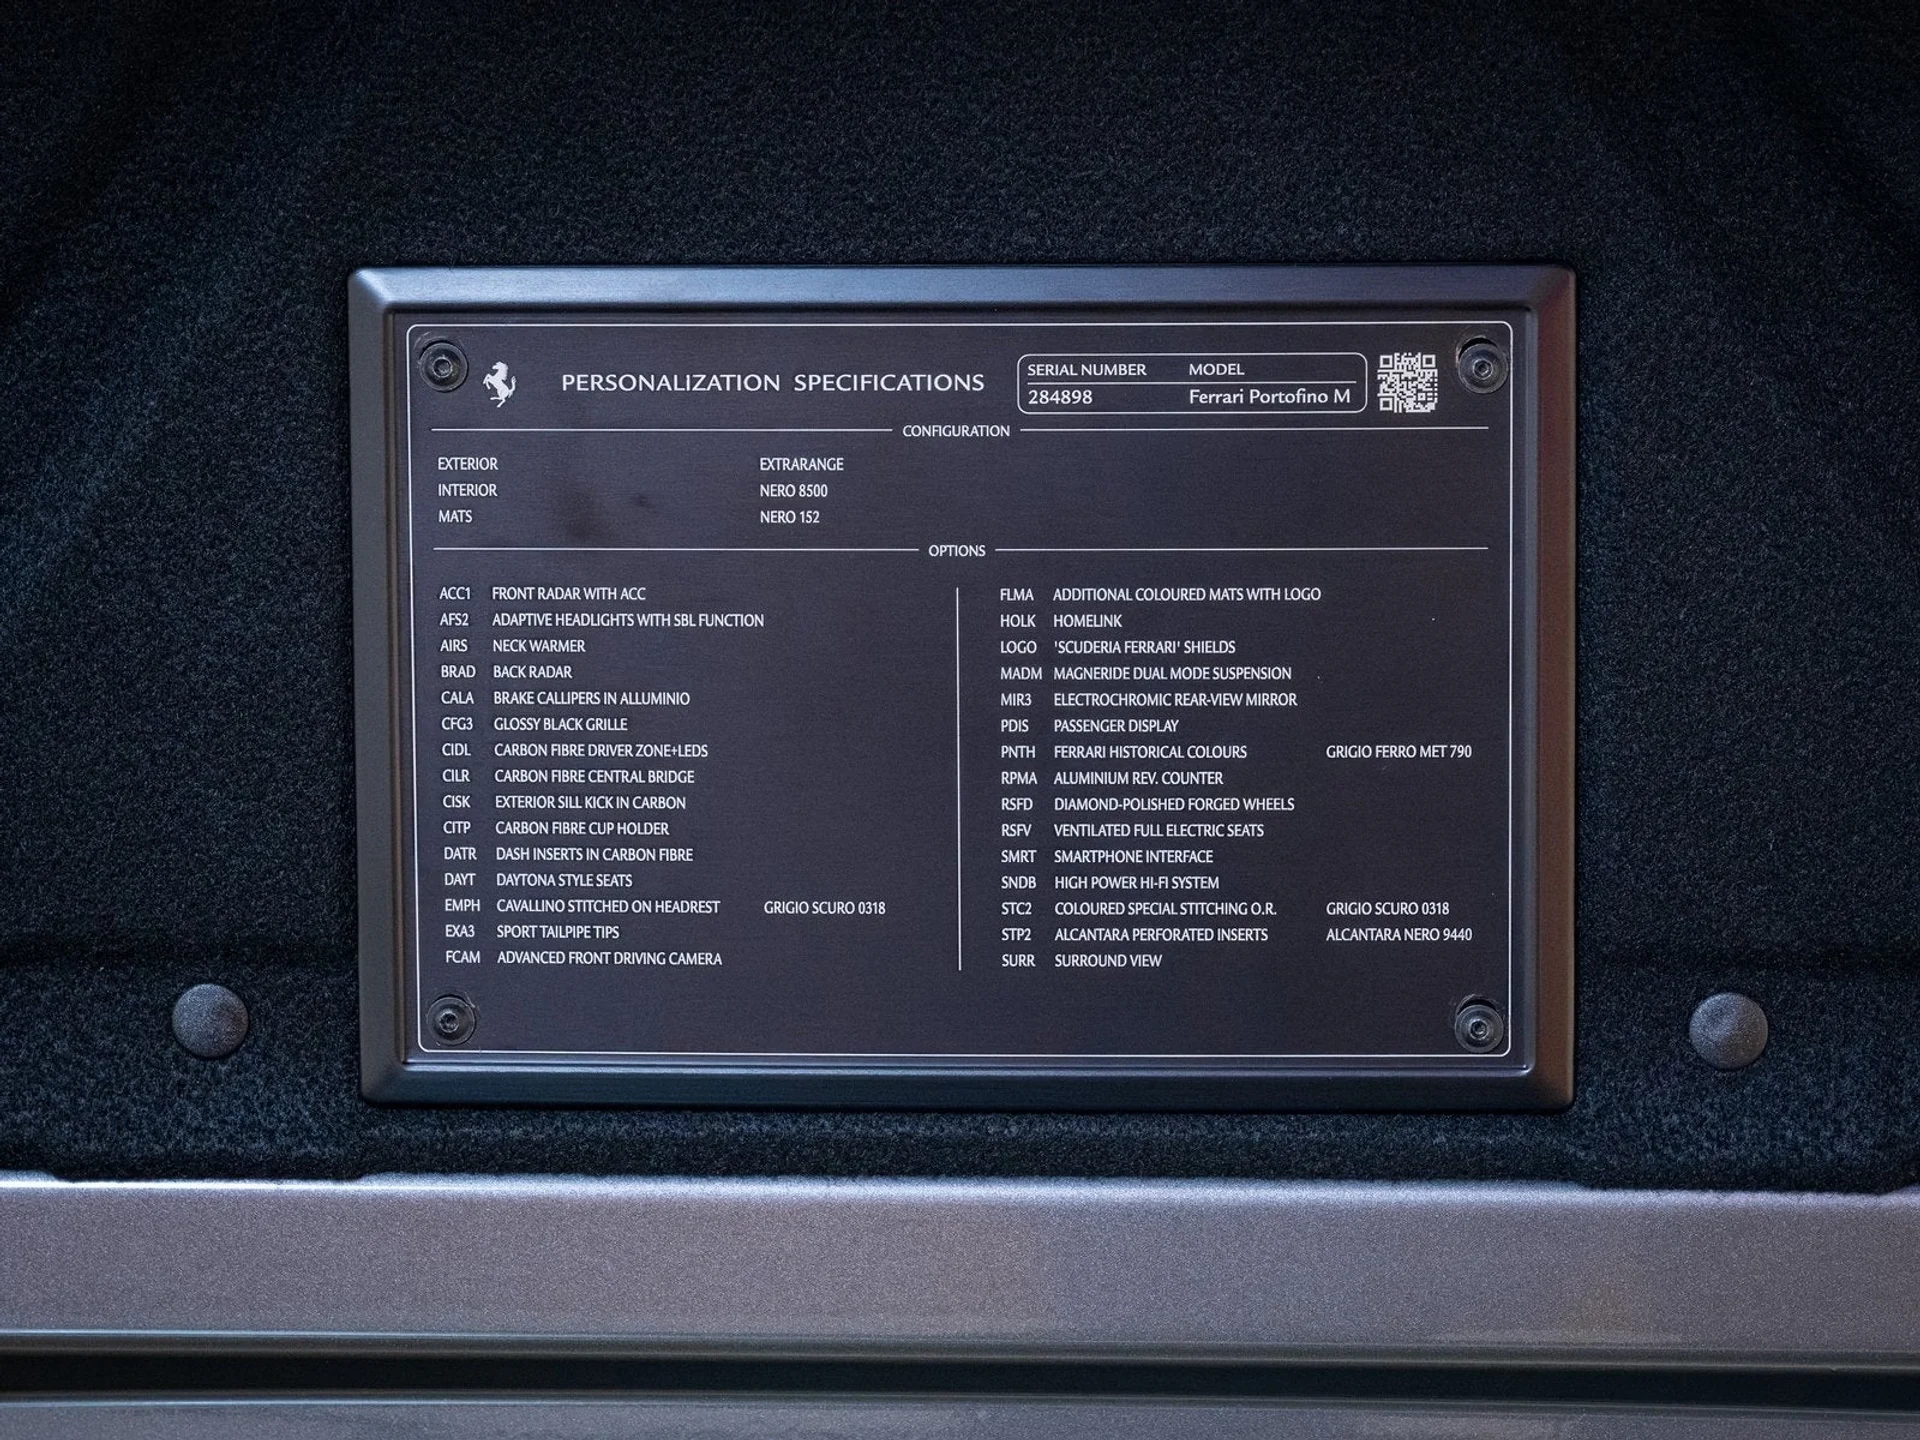 PERSONALIZATION SPECIFICATIONS
SERIAL NUMBER MODEL
284898 Ferrari Portofino M
CONFIGURATION
EXTERIOR EXTRARANGE
INTERIOR NERO 8500
MATS NERO 152
OPTIONS
ACC1 FRONT RADAR WITH ACC
AFS2 ADAPTIVE HEADLIGHTS WITH SBL FUNCTION
AIRS NECK WARMER
BRAD BACK RADAR
CALA BRAKE CALLIPERS IN ALLUMINIO
CFG3 GLOSSY BLACK GRILLE
CIDL CARBON FIBRE DRIVER ZONE+LEDS
CILR CARBON FIBRE CENTRAL BRIDGE
CISK EXTERIOR SILL KICK IN CARBON
CITP CARBON FIBRE CUP HOLDER
DATR DASH INSERTS IN CARBON FIBRE
DAYT DAYTONA STYLE SEATS
EMPH CAVALLINO STITCHED ON HEADREST GRIGIO SCURO 0318
EXA3 SPORT TAILPIPE TIPS
FCAM ADVANCED FRONT DRIVING CAMERA
FLMA ADDITIONAL COLOURED MATS WITH LOGO
HOLK HOMELINK
LOGO 'SCUDERIA FERRARI' SHIELDS
MADM MAGNERIDE DUAL MODE SUSPENSION
MIR3 ELECTROCHROMIC REAR-VIEW MIRROR
PDIS PASSENGER DISPLAY
PNTH FERRARI HISTORICAL COLOURS GRIGIO FERRO MET 790
RPMA ALUMINIUM REV. COUNTER
RSFD DIAMOND-POLISHED FORGED WHEELS
RSFV VENTILATED FULL ELECTRIC SEATS
SMRT SMARTPHONE INTERFACE
SNDB HIGH POWER HI-FI SYSTEM
STC2 COLOURED SPECIAL STITCHING O.R. GRIGIO SCURO 0318
STP2 ALCANTARA PERFORATED INSERTS ALCANTARA NERO 9440
SURR SURROUND VIEW